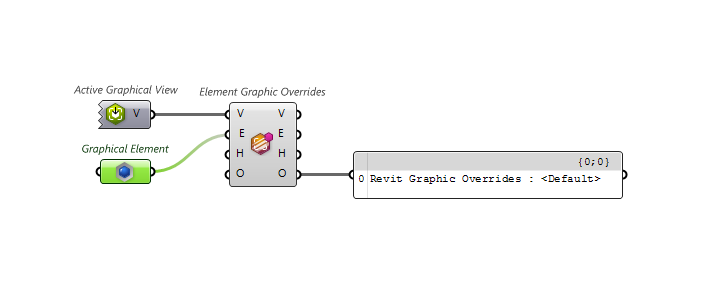 Active Graphical View
V
Graphical Element
Element Graphic Overrides
V V
E E
H H
O O
{0;0}
0 Revit Graphic Overrides : <Default>